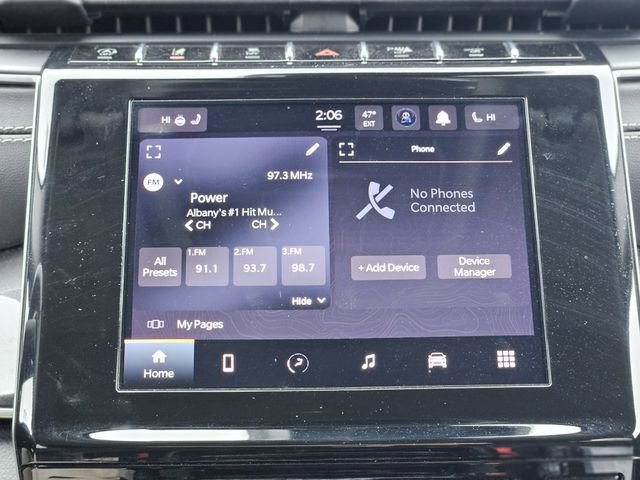 HI
2:06
47°
EXT
HI
97.3 MHz
FM
Power
Albany's #1 Hit Mu...
CH
CH
All
Presets
1.FM
91.1
2.FM
93.7
3.FM
98.7
Hide
My Pages
Phone
No Phones
Connected
+ Add Device
Device
Manager
Home